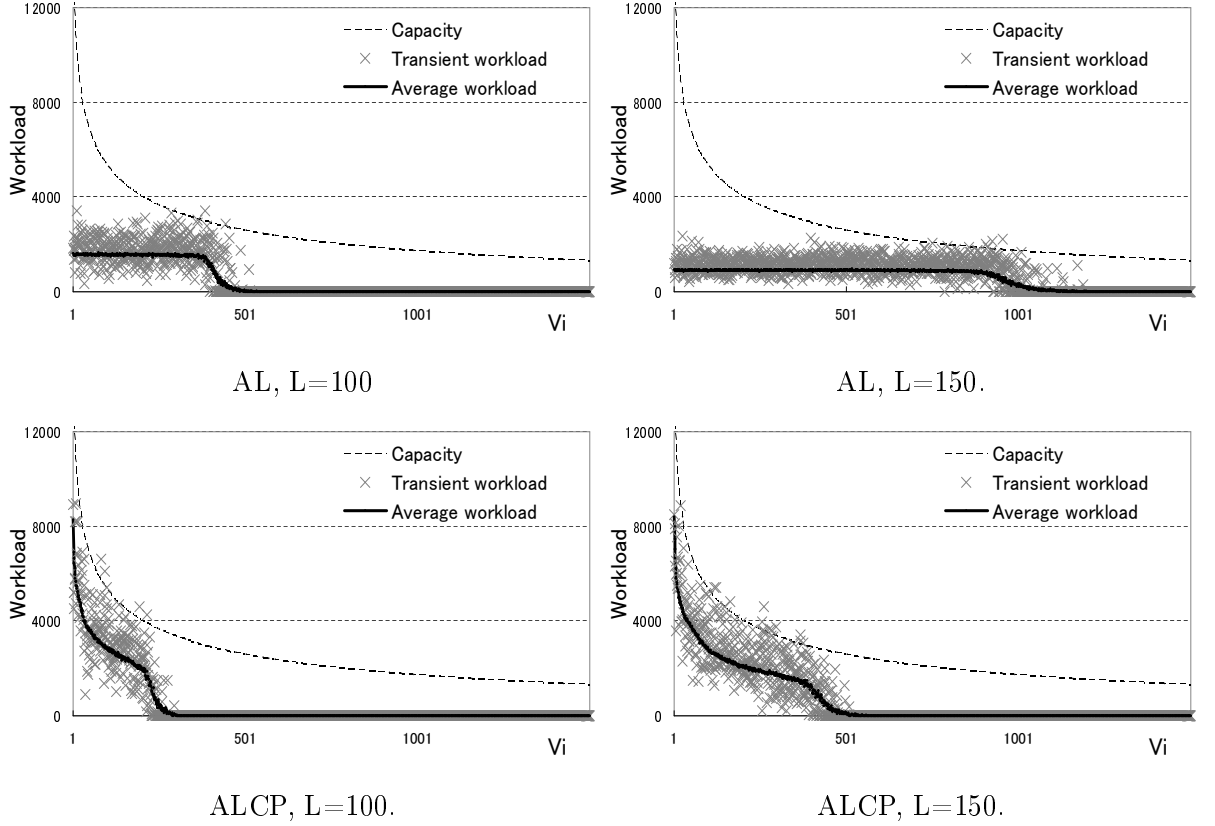 12000
Capacity
Transient workload
Average workload
8000
Workload
4000
0
1
501
1001
Vi
AL, L=100
12000
Capacity
Transient workload
Average workload
8000
Workload
4000
0
1
501
1001
Vi
AL, L=150.
12000
Capacity
Transient workload
Average workload
8000
Workload
4000
0
1
501
1001
Vi
ALCP, L=100.
12000
Capacity
Transient workload
Average workload
8000
Workload
4000
0
1
501
1001
Vi
ALCP, L=150.